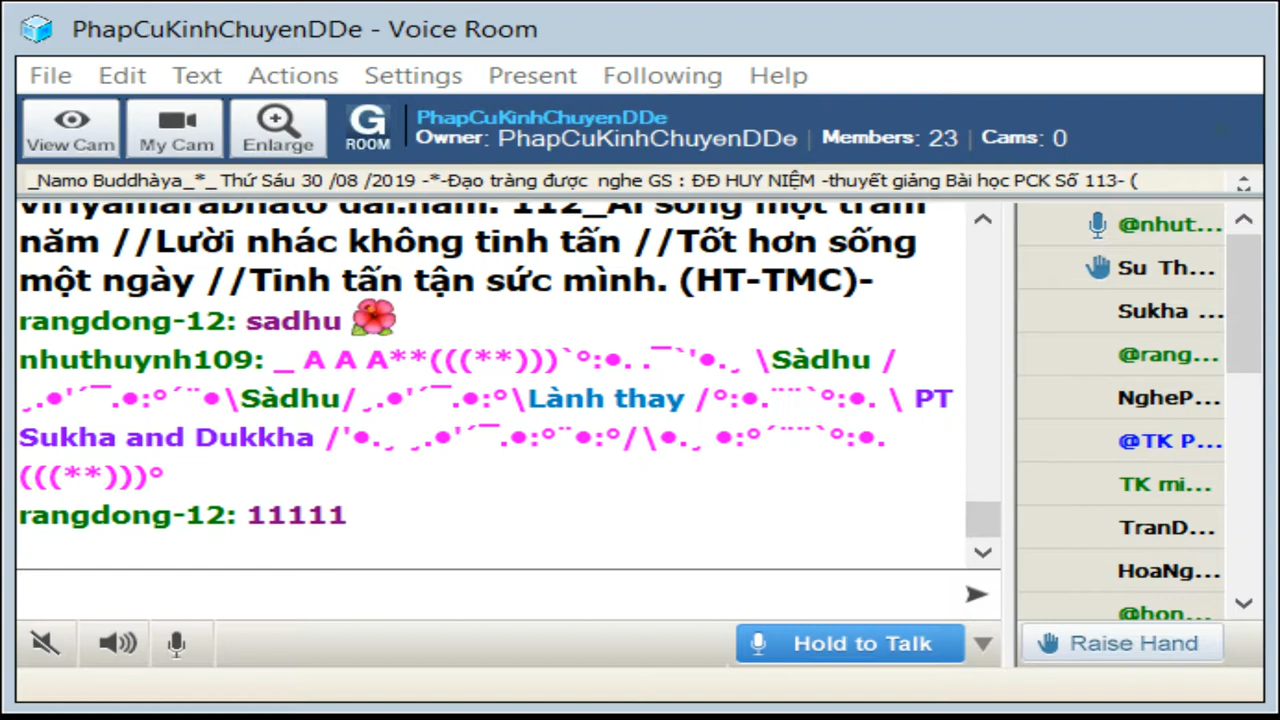 PhapCuKinhChuyenDDe - Voice Room
File Edit Text Actions Settings Present Following Help
View Cam My Cam Enlarge G ROOM
PhapCuKinhChuyenDDe
Owner: PhapCuKinhChuyenDDe | Members: 23 | Cams: 0
_Namo Buddhàya_*_ Thứ Sáu 30 /08 /2019 -*-Đạo tràng được nghe GS : ĐĐ HUY NIỆM -thuyết giảng Bài học PCK Số 113- (
112_Ai sống một trăm
năm //Lười nhác không tinh tấn //Tốt hơn sống
một ngày //Tinh tấn tận sức mình. (HT-TMC)-
rangdong-12: sadhu
nhuthuynh109: _ A A A**(((**)))`°:•. .¯`'•.¸ \Sàdhu /
¸.•'´¯.•:°´¨•\Sàdhu/¸.•'´¯.•:°\Lành thay /°:•.¨¨`°:•. \ PT
Sukha and Dukkha /'•.¸ ¸.•'´¯.•:°¨•:°/\•.¸ •:°´¨¨`°:•.
(((**)))°
rangdong-12: 11111
@nhut...
Su Th...
Sukha ...
@rang...
NgheP...
@TK P...
TK mi...
TranD...
HoaNg...
@hon...
Hold to Talk
Raise Hand